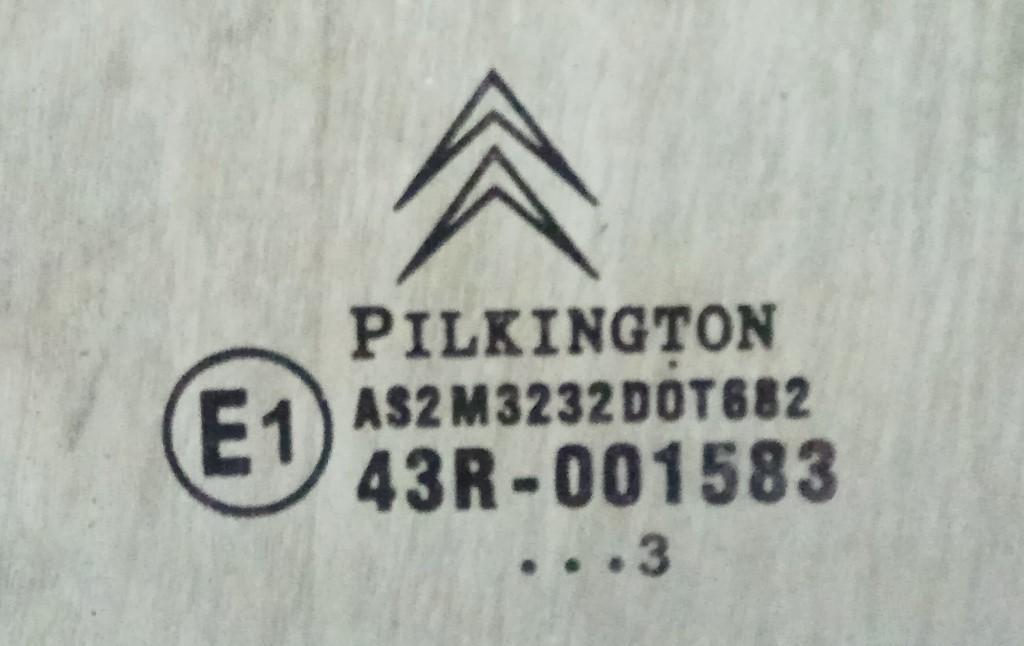 PILKINGTON
E1
AS2M3232DOT682
43R-001583
...3